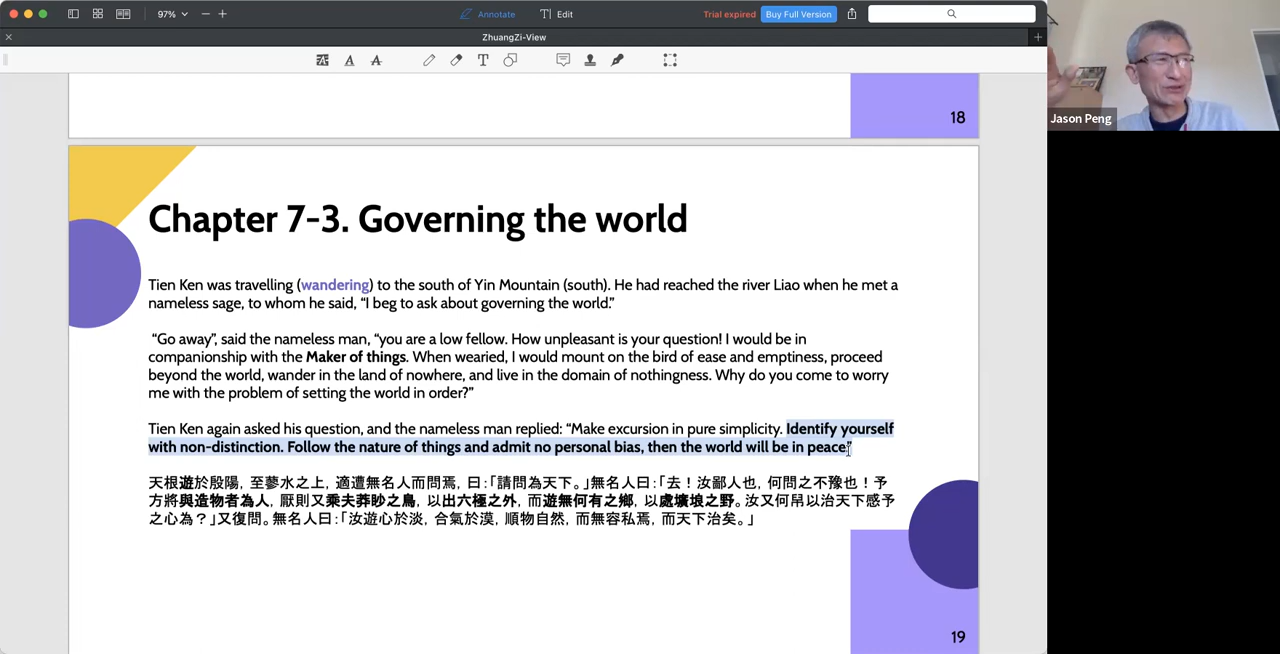 97%
Annotate
Edit
Trial expired
Buy Full Version
ZhuangZi-View
18
Jason Peng
Chapter 7-3. Governing the world
Tien Ken was travelling (wandering) to the south of Yin Mountain (south). He had reached the river Liao when he met a
nameless sage, to whom he said, “I beg to ask about governing the world.”
“Go away”, said the nameless man, “you are a low fellow. How unpleasant is your question! I would be in
companionship with the Maker of things. When wearied, I would mount on the bird of ease and emptiness, proceed
beyond the world, wander in the land of nowhere, and live in the domain of nothingness. Why do you come to worry
me with the problem of setting the world in order?”
Tien Ken again asked his question, and the nameless man replied: “Make excursion in pure simplicity. Identify yourself
with non-distinction. Follow the nature of things and admit no personal bias, then the world will be in peace.”
天根遊於殷陽，至蓼水之上，適遭無名人而問焉，曰：「請問為天下。」無名人曰：「去！汝鄙人也，何問之不豫也！予
方將與造物者為人，厭則又乘夫莽眇之鳥，以出六極之外，而遊無何有之鄉，以處壙埌之野。汝又何帠以治天下感予
之心為？」又復問。無名人曰：「汝遊心於淡，合氣於漠，順物自然，而無容私焉，而天下治矣。」
19